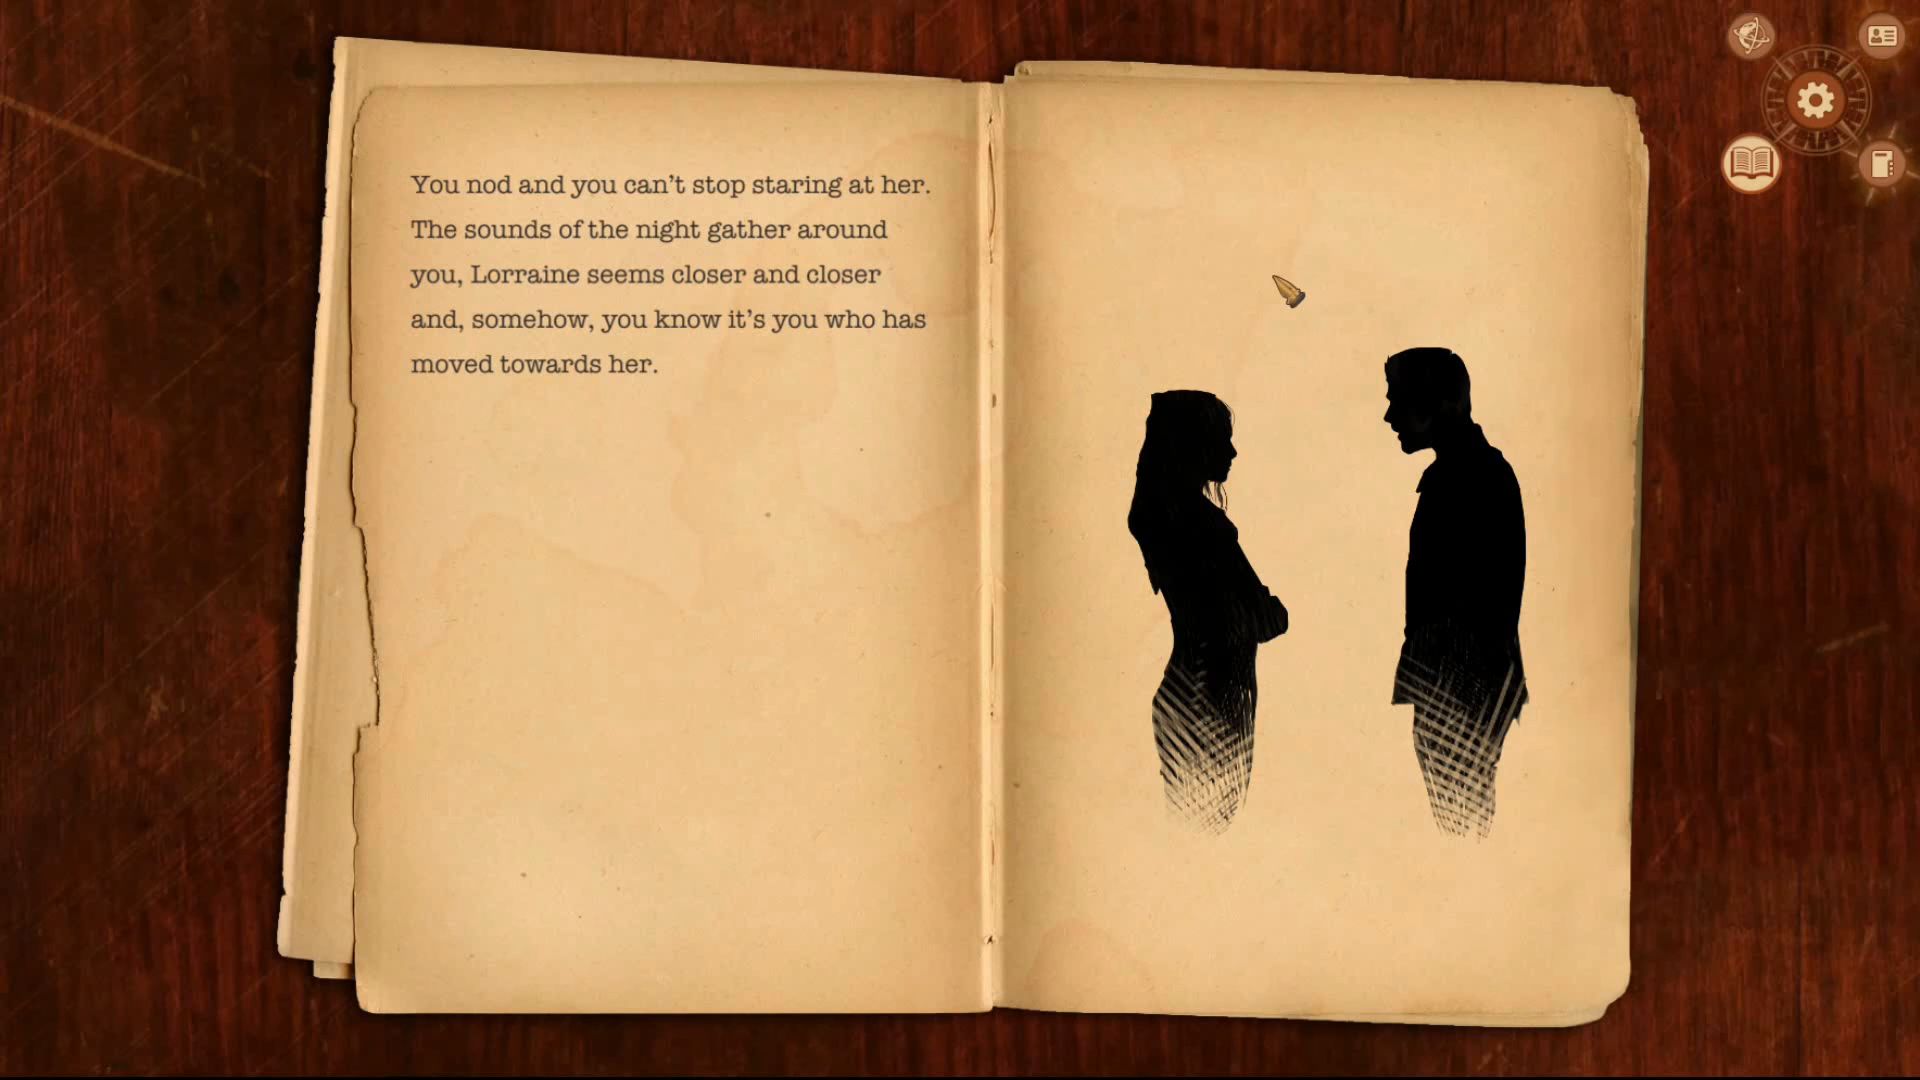 You nod and you can’t stop staring at her.
The sounds of the night gather around
you, Lorraine seems closer and closer
and, somehow, you know it’s you who has
moved towards her.